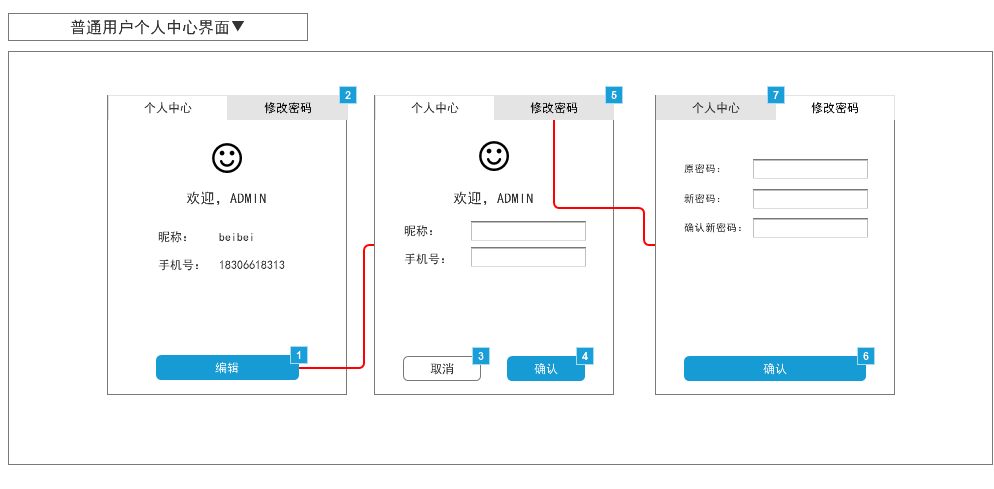 普通用户个人中心界面▼
个人中心
修改密码
2
欢迎，ADMIN
昵称：
beibei
手机号：
18306618313
编辑
1
个人中心
修改密码
5
欢迎，ADMIN
昵称：
手机号：
取消
3
确认
4
个人中心
7
修改密码
原密码：
新密码：
确认新密码：
确认
6